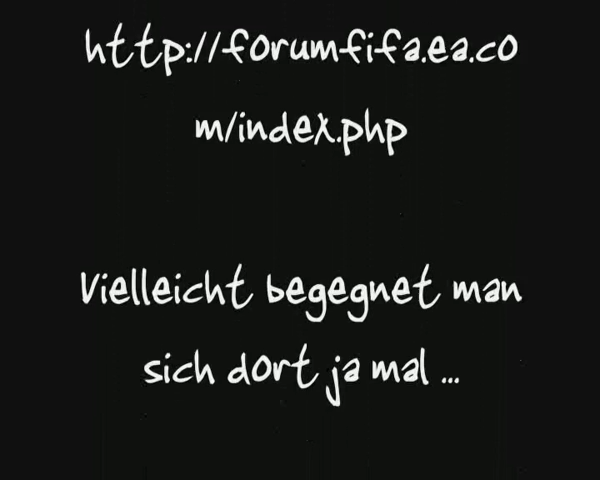 http://forumfifa.ea.co
m/index.php
Vielleicht begegnet man
sich dort ja mal ...